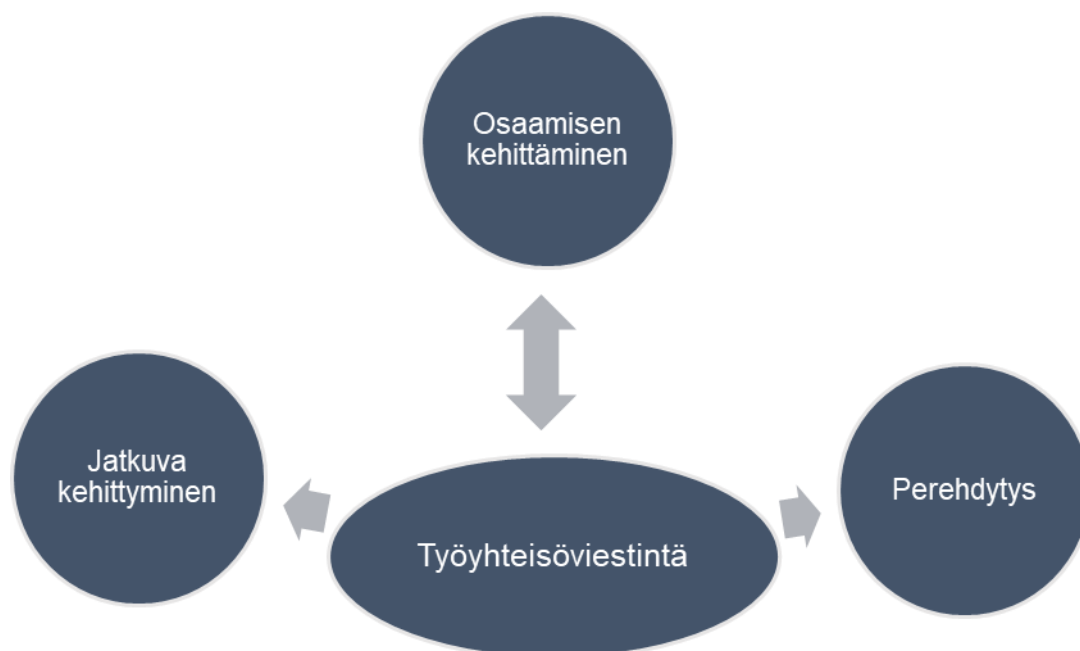 Osaamisen
kehittäminen
Jatkuva
kehittyminen
Perehdytys
Työyhteisöviestintä